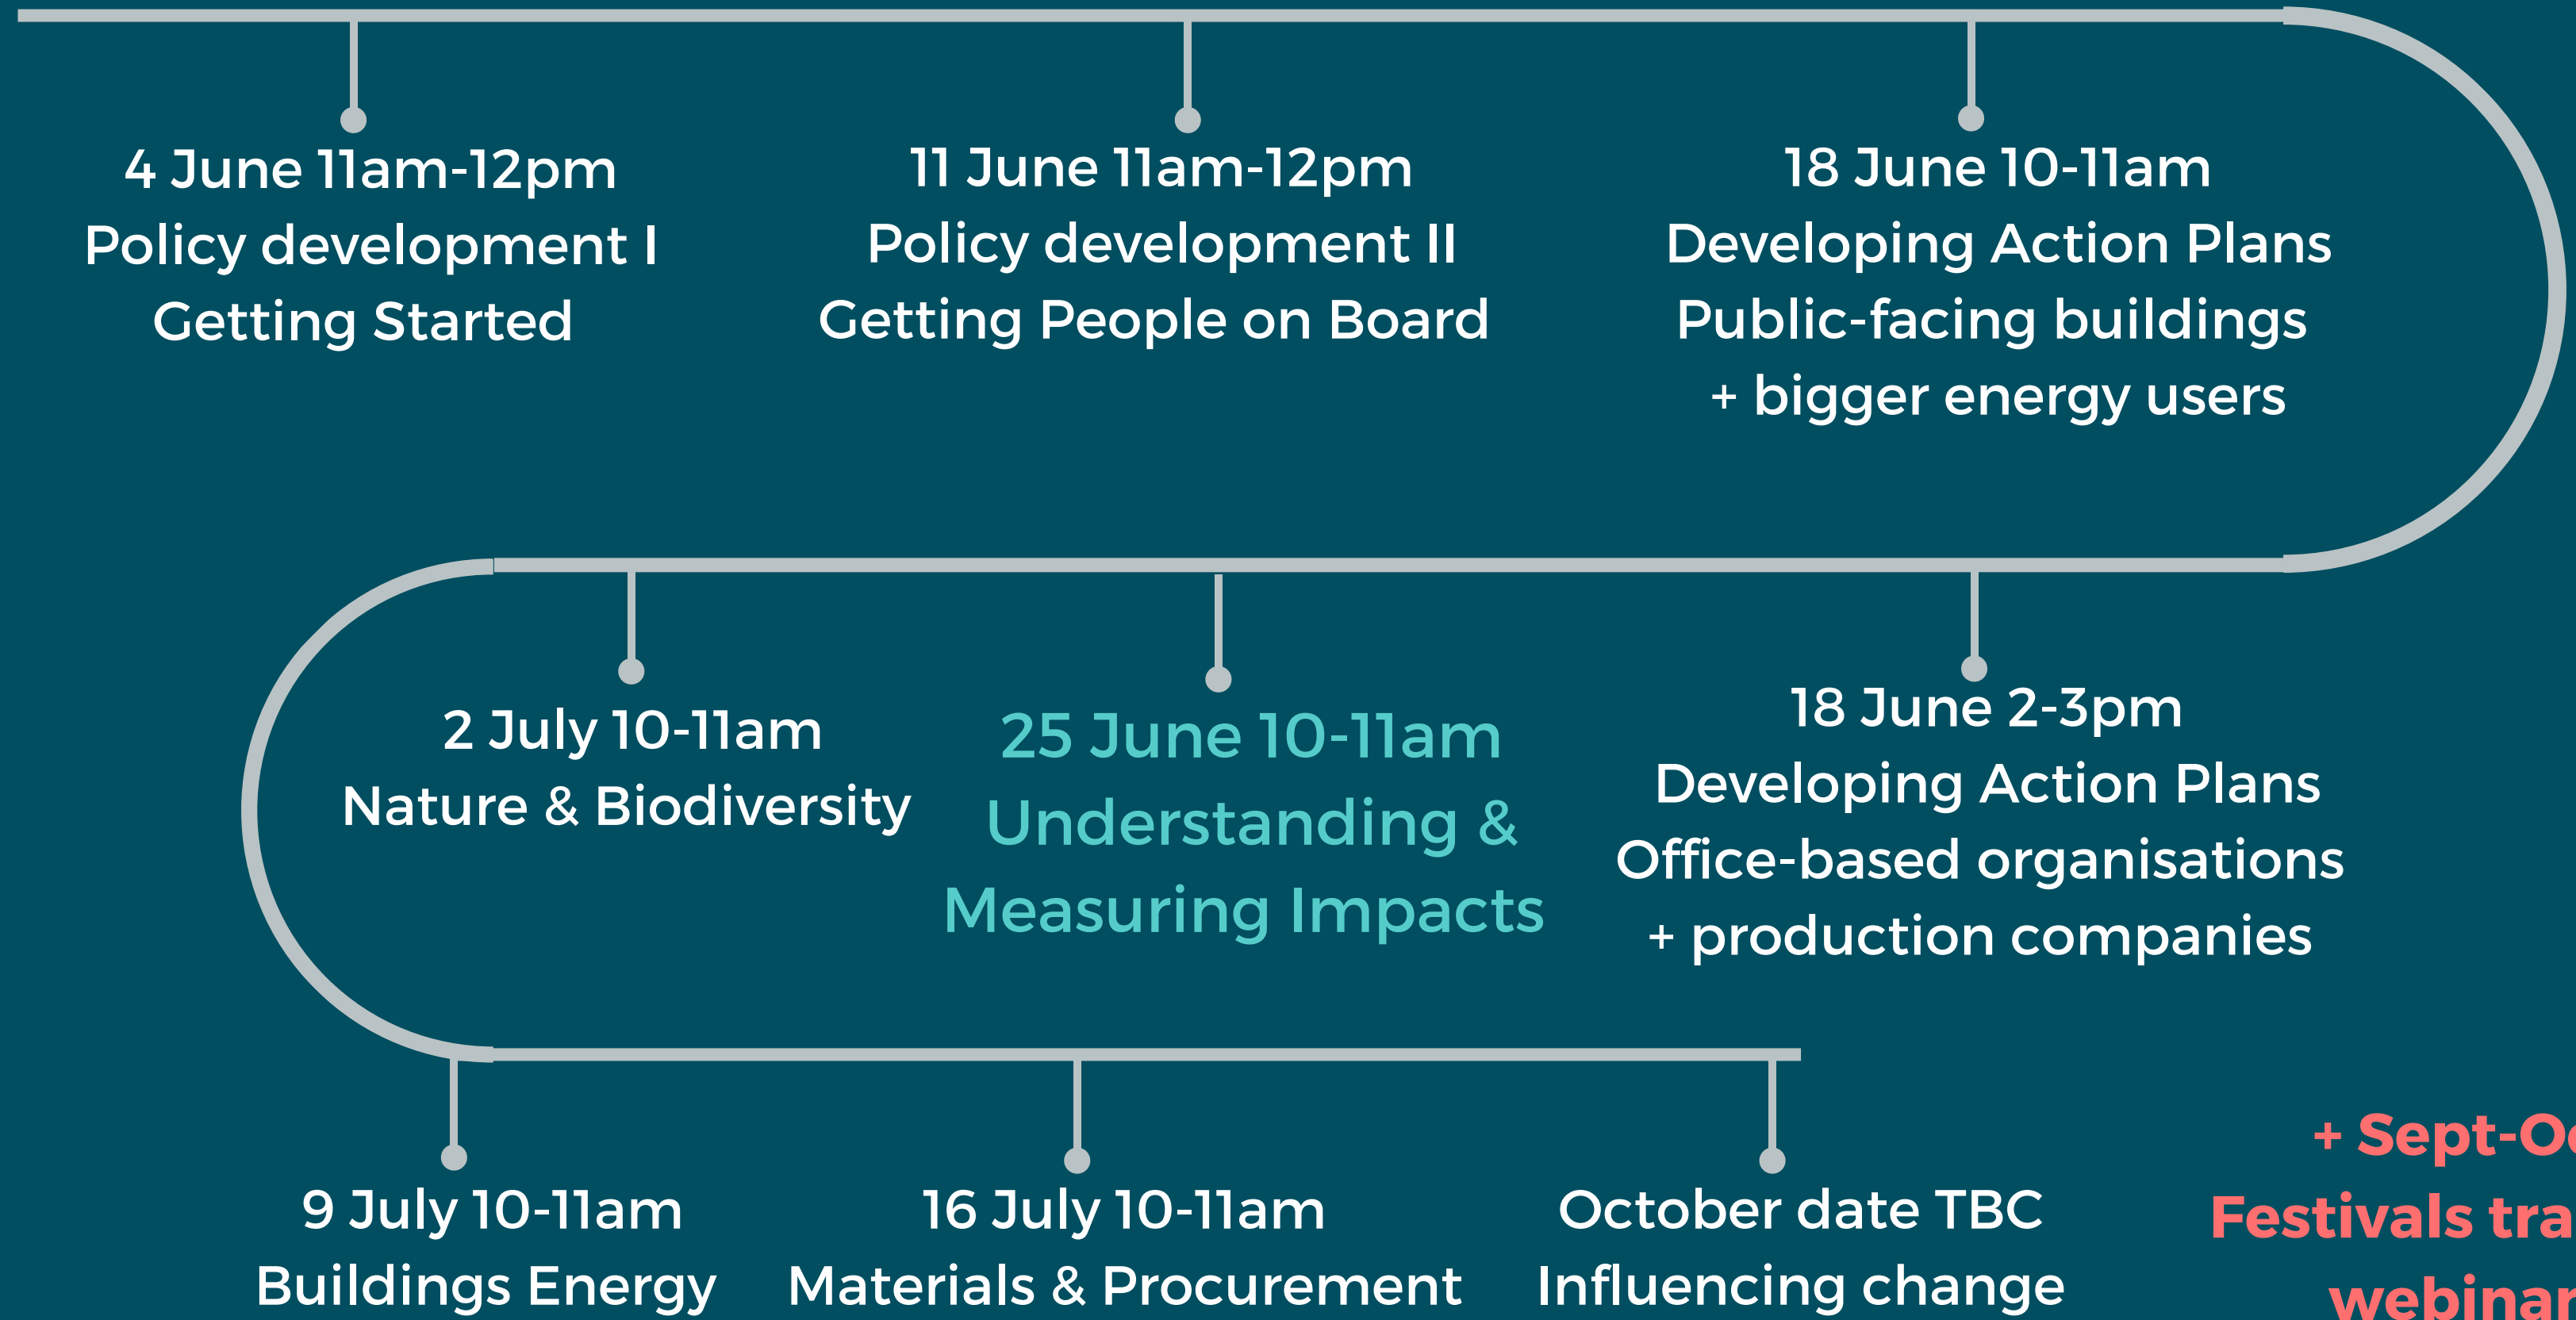 4 June 11am-12pm
Policy development I
Getting Started
11 June 11am-12pm
Policy development II
Getting People on Board
18 June 10-11am
Developing Action Plans
Public-facing buildings
+ bigger energy users
18 June 2-3pm
Developing Action Plans
Office-based organisations
+ production companies
25 June 10-11am
Understanding &
Measuring Impacts
2 July 10-11am
Nature & Biodiversity
9 July 10-11am
Buildings Energy
16 July 10-11am
Materials & Procurement
October date TBC
Influencing change
+ Sept-
Festivals